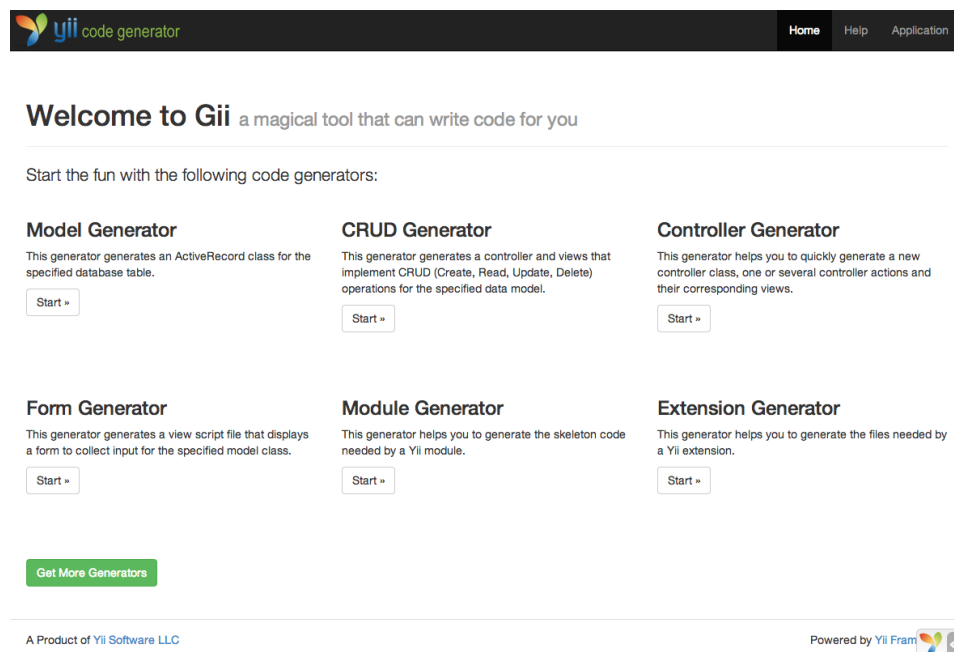 yii code generator
Home Help Application
Welcome to Gii a magical tool that can write code for you
Start the fun with the following code generators:
Model Generator
This generator generates an ActiveRecord class for the
specified database table.
Start »
CRUD Generator
This generator generates a controller and views that
implement CRUD (Create, Read, Update, Delete)
operations for the specified data model.
Start »
Controller Generator
This generator helps you to quickly generate a new
controller class, one or several controller actions and
their corresponding views.
Start »
Form Generator
This generator generates a view script file that displays
a form to collect input for the specified model class.
Start »
Module Generator
This generator helps you to generate the skeleton code
needed by a Yii module.
Start »
Extension Generator
This generator helps you to generate the files needed by
a Yii extension.
Start »
Get More Generators
A Product of Yii Software LLC
Powered by Yii Fram